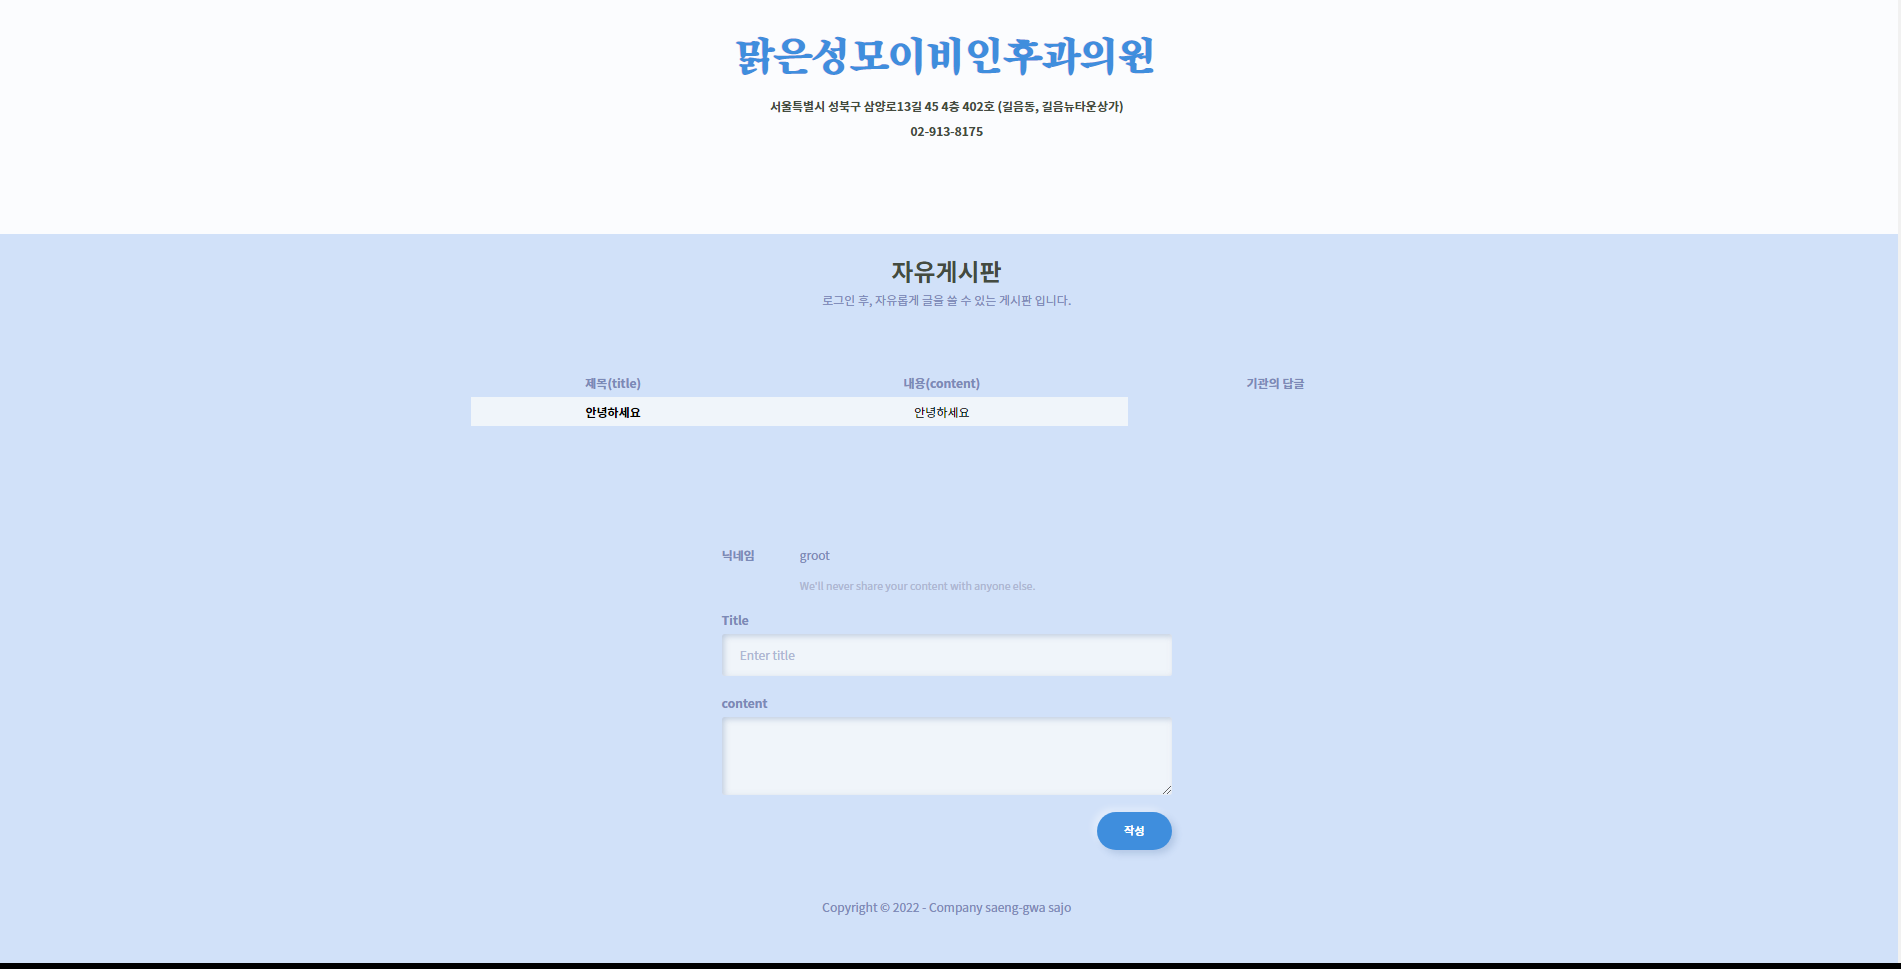 맑은성모이비인후과의원
서울특별시 성북구 삼양로13길 45 4층 402호 (길음동, 길음뉴타운상가)
02-913-8175
자유게시판
로그인 후, 자유롭게 글을 쓸 수 있는 게시판 입니다.
제목(title) 내용(content) 기관의 답글
안녕하세요 안녕하세요
닉네임 groot
We'll never share your content with anyone else.
Title
Enter title
content
작성
Copyright © 2022 - Company saeng-gwa sajo